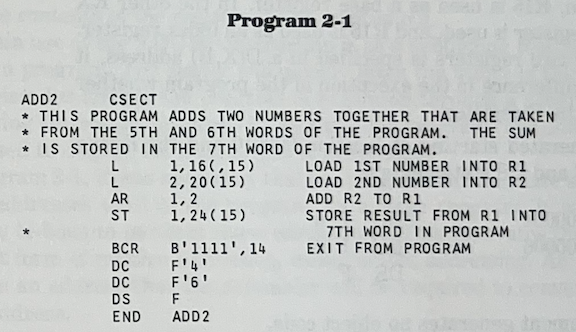 Program 2-1
ADD2 CSECT
* THIS PROGRAM ADDS TWO NUMBERS TOGETHER THAT ARE TAKEN
* FROM THE 5TH AND 6TH WORDS OF THE PROGRAM. THE SUM
* IS STORED IN THE 7TH WORD OF THE PROGRAM.
L 1,16(,15) LOAD 1ST NUMBER INTO R1
L 2,20(,15) LOAD 2ND NUMBER INTO R2
AR 1,2 ADD R2 TO R1
ST 1,24(15) STORE RESULT FROM R1 INTO
* 7TH WORD IN PROGRAM
BCR B'1111',14 EXIT FROM PROGRAM
DC F'4'
DC F'6'
DS F
END ADD2